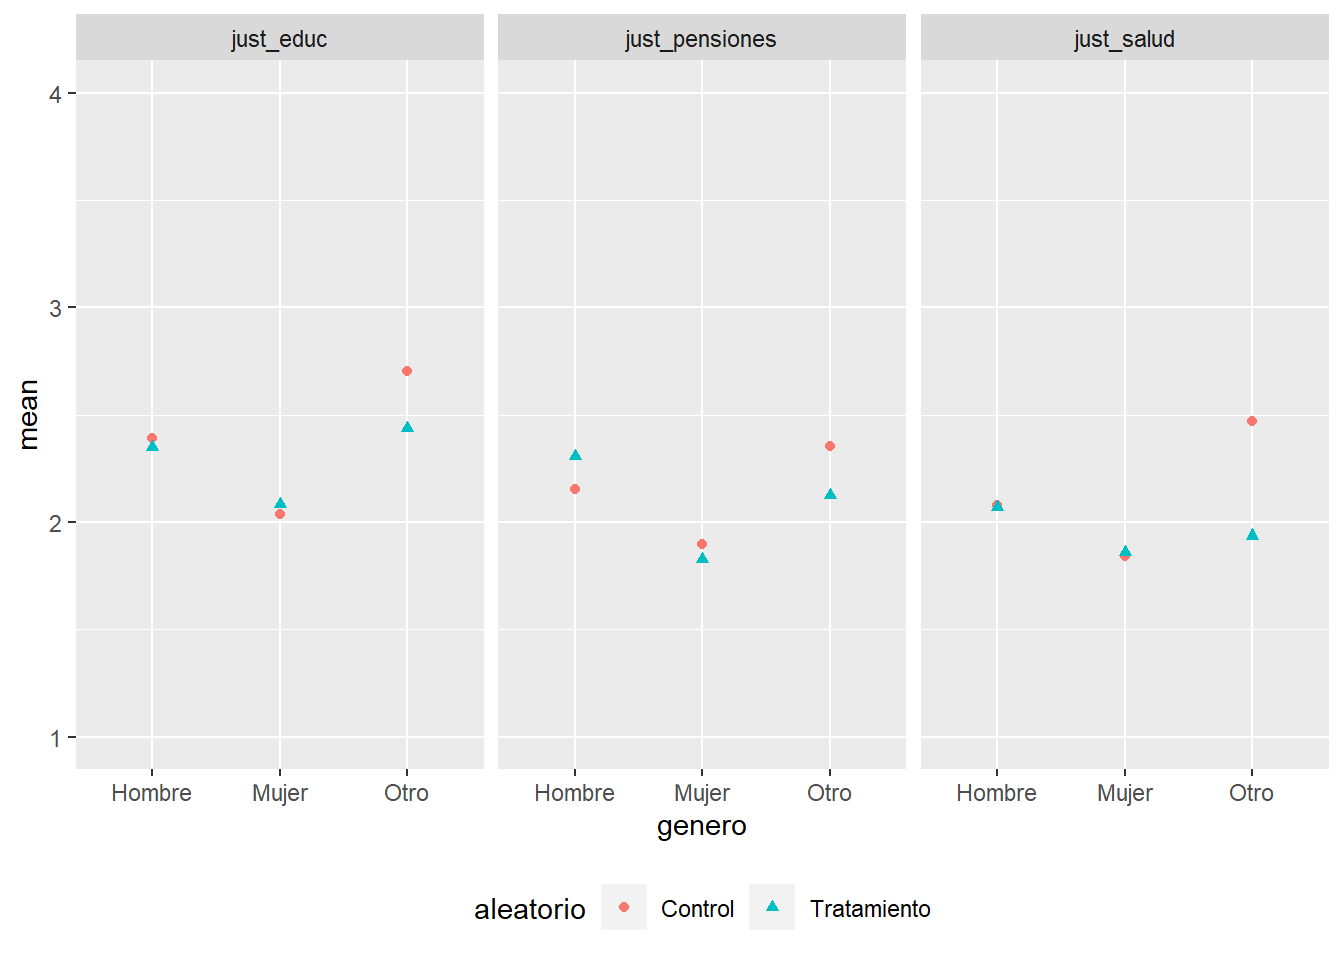 just_educ just_pensiones just_salud
4
3
2
1
mean
Hombre Mujer Otro Hombre Mujer Otro Hombre Mujer Otro
genero
aleatorio Control Tratamiento